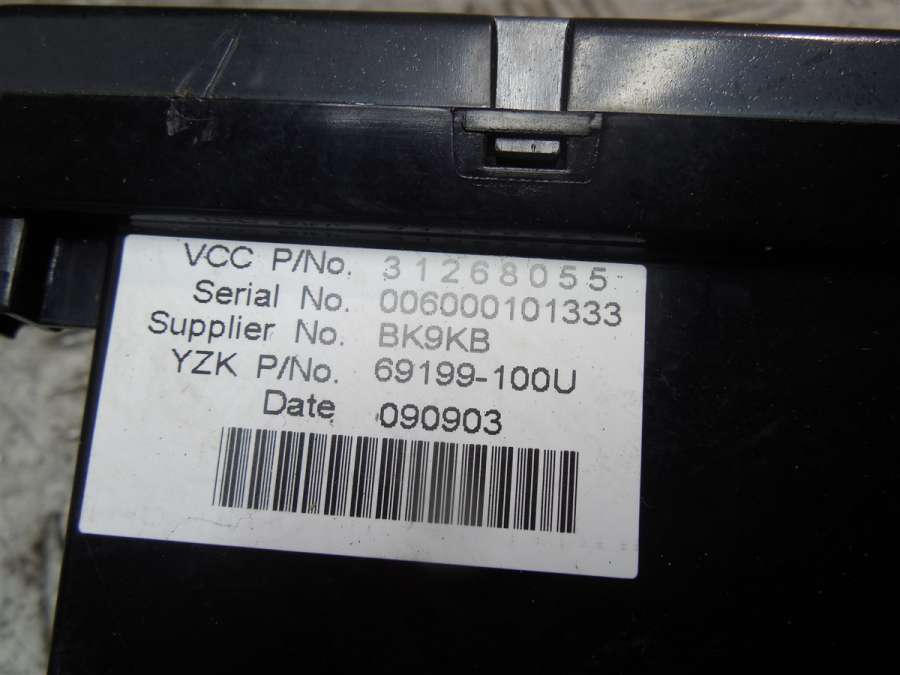 VCC P/No. 31268055
Serial No. 006000101333
Supplier No. BK9KB
YZK P/No. 69199-100U
Date 090903